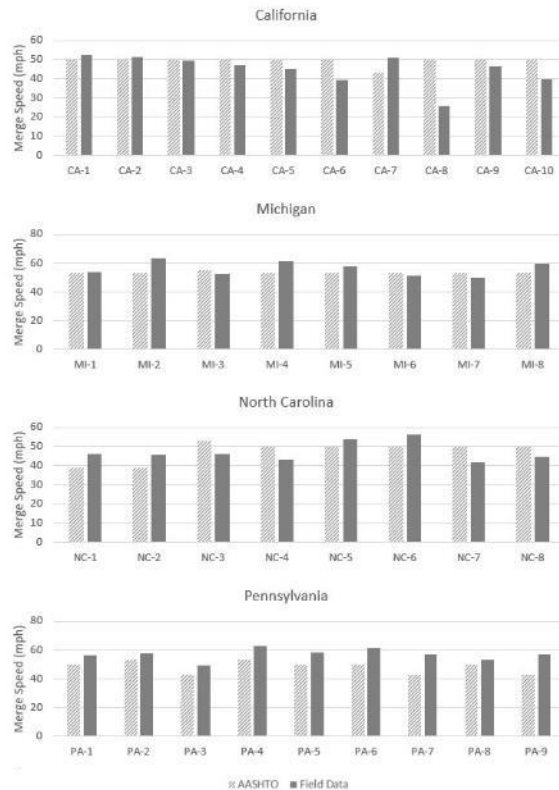 California
Merge Speed (mph)
60
50
40
30
20
10
0
CA-1 CA-2 CA-3 CA-4 CA-5 CA-6 CA-7 CA-8 CA-9 CA-10
Michigan
Merge Speed (mph)
80
60
40
20
0
MI-1 MI-2 MI-3 MI-4 MI-5 MI-6 MI-7 MI-8
North Carolina
Merge Speed (mph)
60
50
40
30
20
10
0
NC-1 NC-2 NC-3 NC-4 NC-5 NC-6 NC-7 NC-8
Pennsylvania
Merge Speed (mph)
80
60
40
20
0
PA-1 PA-2 PA-3 PA-4 PA-5 PA-6 PA-7 PA-8 PA-9
AASHTO Field Data